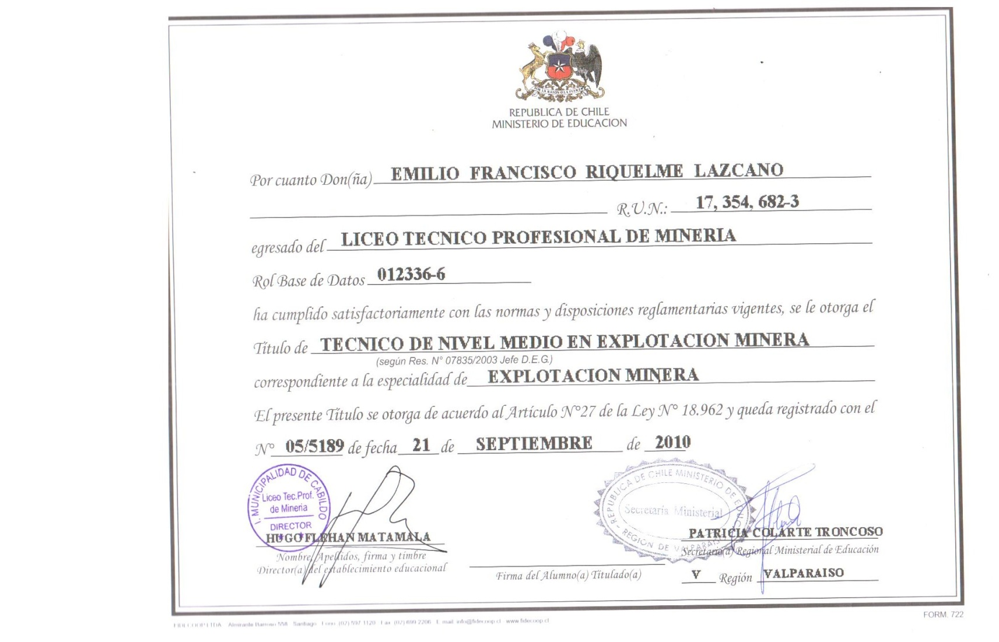 POR LA RAZON O LA FUERZA
REPUBLICA DE CHILE
MINISTERIO DE EDUCACION
Por cuanto Don(ña) EMILIO FRANCISCO RIQUELME LAZCANO
R.U.N.: 17, 354, 682-3
egresado del LICEO TECNICO PROFESIONAL DE MINERIA
Rol Base de Datos 012336-6
ha cumplido satisfactoriamente con las normas y disposiciones reglamentarias vigentes, se le otorga el
Título de TECNICO DE NIVEL MEDIO EN EXPLOTACION MINERA
(según Res. N° 07835/2003 Jefe D.E.G.)
correspondiente a la especialidad de EXPLOTACION MINERA
El presente Título se otorga de acuerdo al Artículo N°27 de la Ley N° 18.962 y queda registrado con el
N° 05/5189 de fecha 21 de SEPTIEMBRE de 2010
I. MUNICIPALIDAD DE CABILDO
Liceo Tec.Prof.
de Minería
DIRECTOR
HUGO FLEHAN MATAMALA
Nombre, Apellidos, firma y timbre
Director(a) del establecimiento educacional
Firma del Alumno(a) Titulado(a)
REPUBLICA DE CHILE MINISTERIO DE EDUC
Secretaría Ministerial
REGIÓN DE VALPARAISO
PATRICIA COLARTE TRONCOSO
Secretario(a) Regional Ministerial de Educación
V Región VALPARAISO
FORM. 722
FIDECOOP LTDA Almirante Barroso 558 Santiago Fono (02) 697 1120 Fax (02) 699 2206 E mail info@fidecoop.cl www.fidecoop.cl